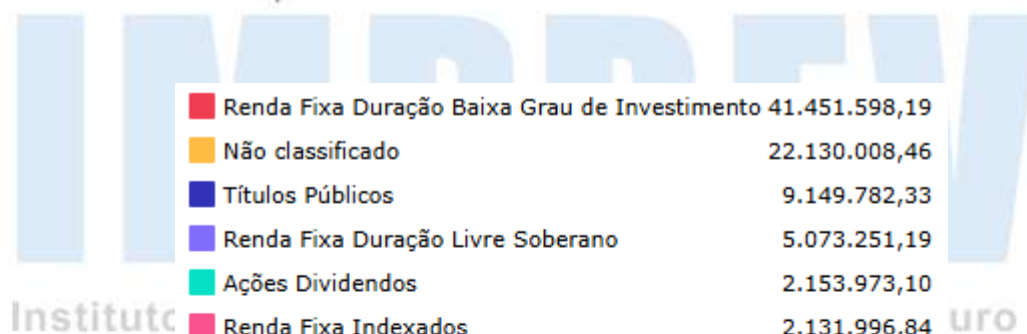 IMPREV
Renda Fixa Duração Baixa Grau de Investimento 41.451.598,19
Não classificado 22.130.008,46
Títulos Públicos 9.149.782,33
Renda Fixa Duração Livre Soberano 5.073.251,19
Ações Dividendos 2.153.973,10
Instituto uro
Renda Fixa Indexados 2.131.996,84